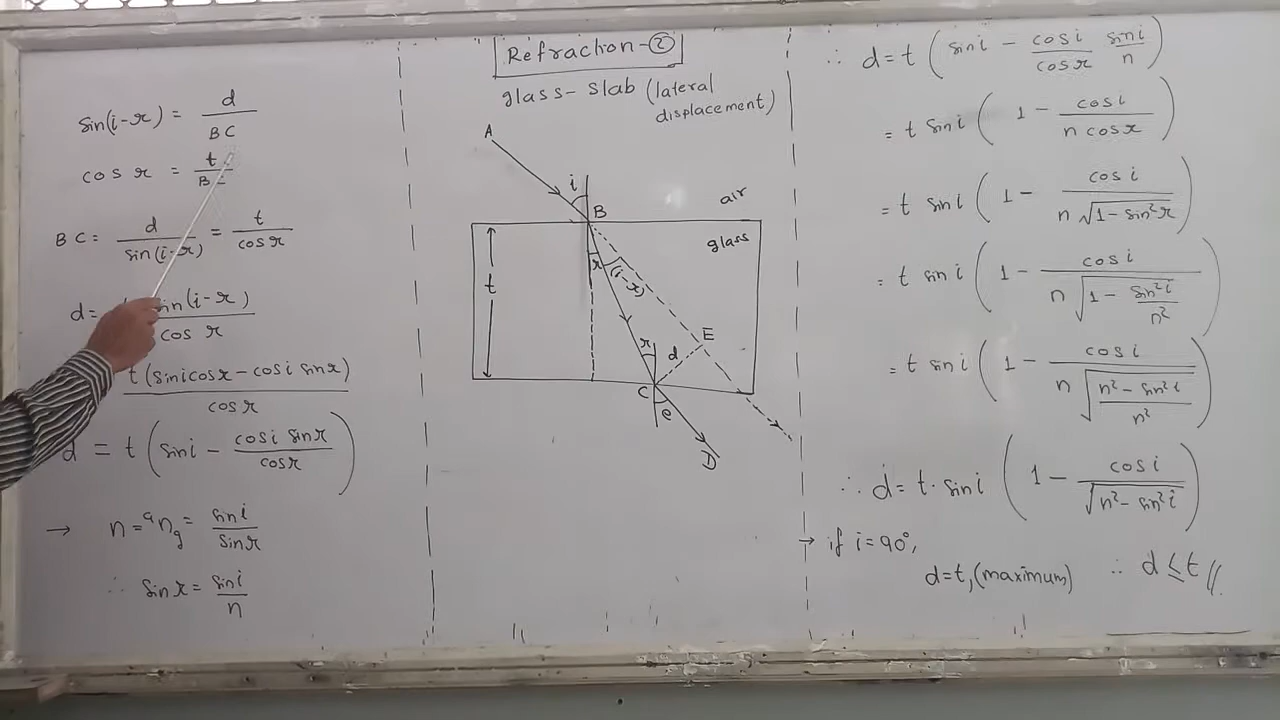 sin(i-r) = d/BC
cos r = t/B
BC = d/sin(i-r) = t/cos r
d = sin(i-r)/cos r
t(sin i cos r - cos i sin r)/cos r
d = t(sin i - cos i sin r/cos r)
→ n = ᵃn_g = sin i/sin r
∴ sin r = sin i/n
Refraction-②
glass-slab (lateral
displacement)
A
i
B
air
glass
t
r
(i-r)
r
d
E
C
e
D
∴ d = t(sin i - cos i/cos r sin i/n)
= t sin i(1 - cos i/n cos r)
= t sin i(1 - cos i/n√(1-sin²r))
= t sin i(1 - cos i/n√(1 - sin²i/n²))
= t sin i(1 - cos i/n√((n² - sin²i)/n²))
∴ d = t. sin i(1 - cos i/√(n² - sin²i))
→ if i = 90°,
d = t, (maximum) ∴ d ≤ t //.